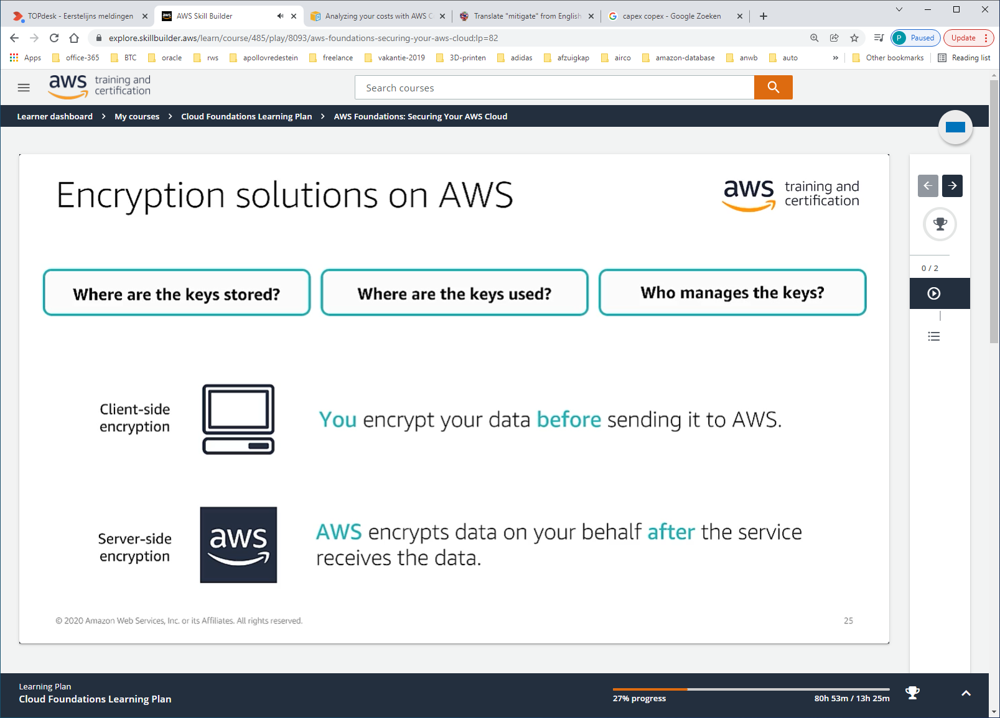 TOPdesk - Eerstelijns meldingen
AWS Skill Builder
Analyzing your costs with AWS C
Translate "mitigate" from English
capex copex - Google Zoeken
explore.skillbuilder.aws/learn/course/485/play/8093/aws-foundations-securing-your-aws-cloud;lp=82
P Paused
Update
Apps
office-365
BTC
oracle
rws
apollovredestein
freelance
vakantie-2019
3D-printen
adidas
afzuigkap
airco
amazon-database
anwb
auto
»
Other bookmarks
Reading list
aws training and
certification
Search courses
Learner dashboard > My courses > Cloud Foundations Learning Plan > AWS Foundations: Securing Your AWS Cloud
Encryption solutions on AWS
aws training and
certification
Where are the keys stored?
Where are the keys used?
Who manages the keys?
0 / 2
Client-side
encryption
You encrypt your data before sending it to AWS.
Server-side
encryption
aws
AWS encrypts data on your behalf after the service
receives the data.
© 2020 Amazon Web Services, Inc. or its Affiliates. All rights reserved.
25
Learning Plan
Cloud Foundations Learning Plan
27% progress
80h 53m / 13h 25m